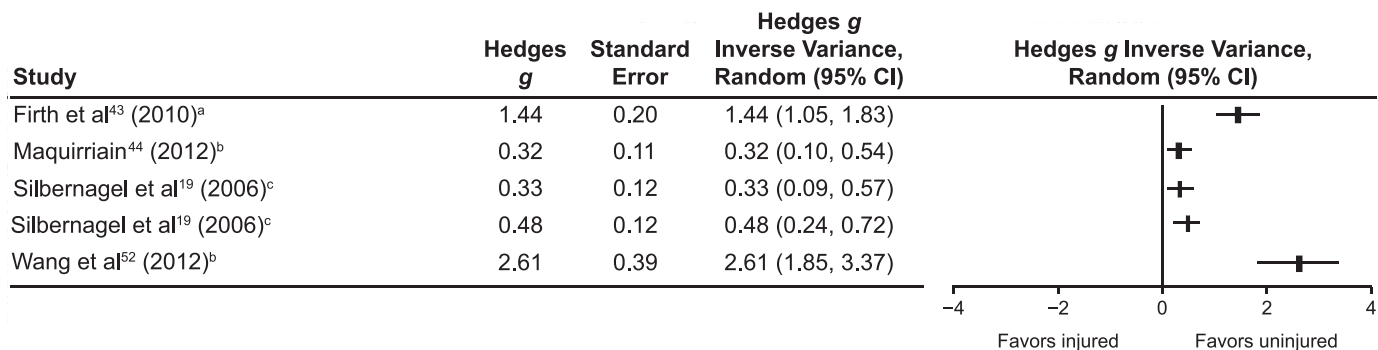 Study
Hedges g
Standard Error
Hedges g Inverse Variance, Random (95% CI)
Hedges g Inverse Variance, Random (95% CI)
Firth et al43 (2010)a 1.44 0.20 1.44 (1.05, 1.83)
Maquirriain44 (2012)b 0.32 0.11 0.32 (0.10, 0.54)
Silbernagel et al19 (2006)c 0.33 0.12 0.33 (0.09, 0.57)
Silbernagel et al19 (2006)c 0.48 0.12 0.48 (0.24, 0.72)
Wang et al52 (2012)b 2.61 0.39 2.61 (1.85, 3.37)
−4 −2 0 2 4
Favors injured Favors uninjured